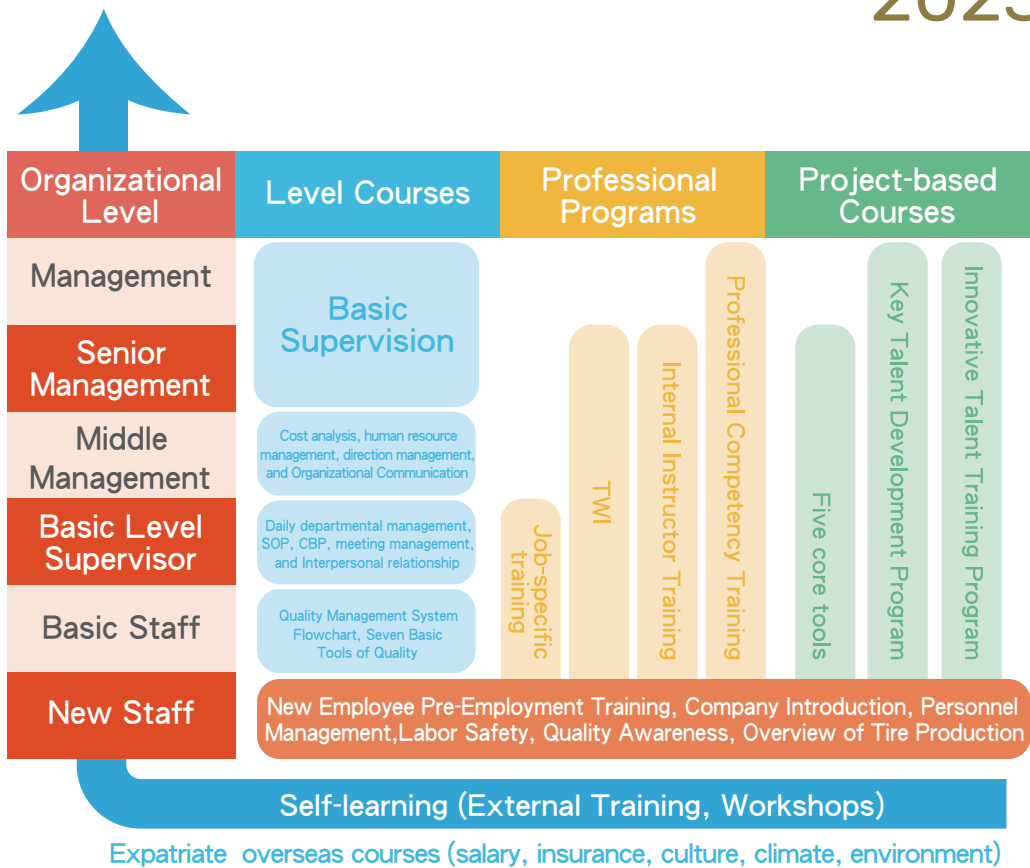 2023
Organizational
Level
Level Courses
Professional
Programs
Project-based
Courses
Management
Senior
Management
Middle
Management
Basic Level
Supervisor
Basic Staff
New Staff
Basic
Supervision
Cost analysis, human resource
management, direction management,
and Organizational Communication
Daily departmental management,
SOP, CBP, meeting management,
and Interpersonal relationship
Quality Management System
Flowchart, Seven Basic
Tools of Quality
Job-specific
training
TWI
Internal Instructor Training
Professional Competency Training
Five core tools
Key Talent Development Program
Innovative Talent Training Program
New Employee Pre-Employment Training, Company Introduction, Personnel
Management,Labor Safety, Quality Awareness, Overview of Tire Production
Self-learning (External Training, Workshops)
Expatriate overseas courses (salary, insurance, culture, climate, environment)